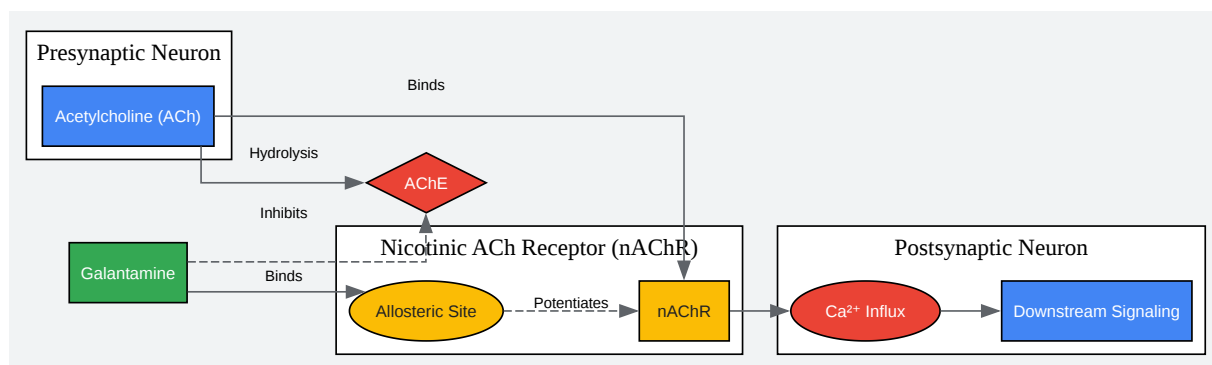 Presynaptic Neuron
Binds
Acetylcholine (ACh)
Hydrolysis
AChE
Inhibits
Nicotinic ACh Receptor (nAChR)
Postsynaptic Neuron
Galantamine
Binds
Allosteric Site
Potentiates
nAChR
Ca²⁺ Influx
Downstream Signaling